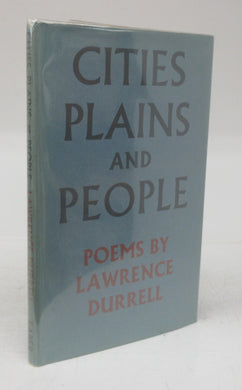 CITIES
PLAINS
AND
PEOPLE
POEMS BY
LAWRENCE
DURRELL